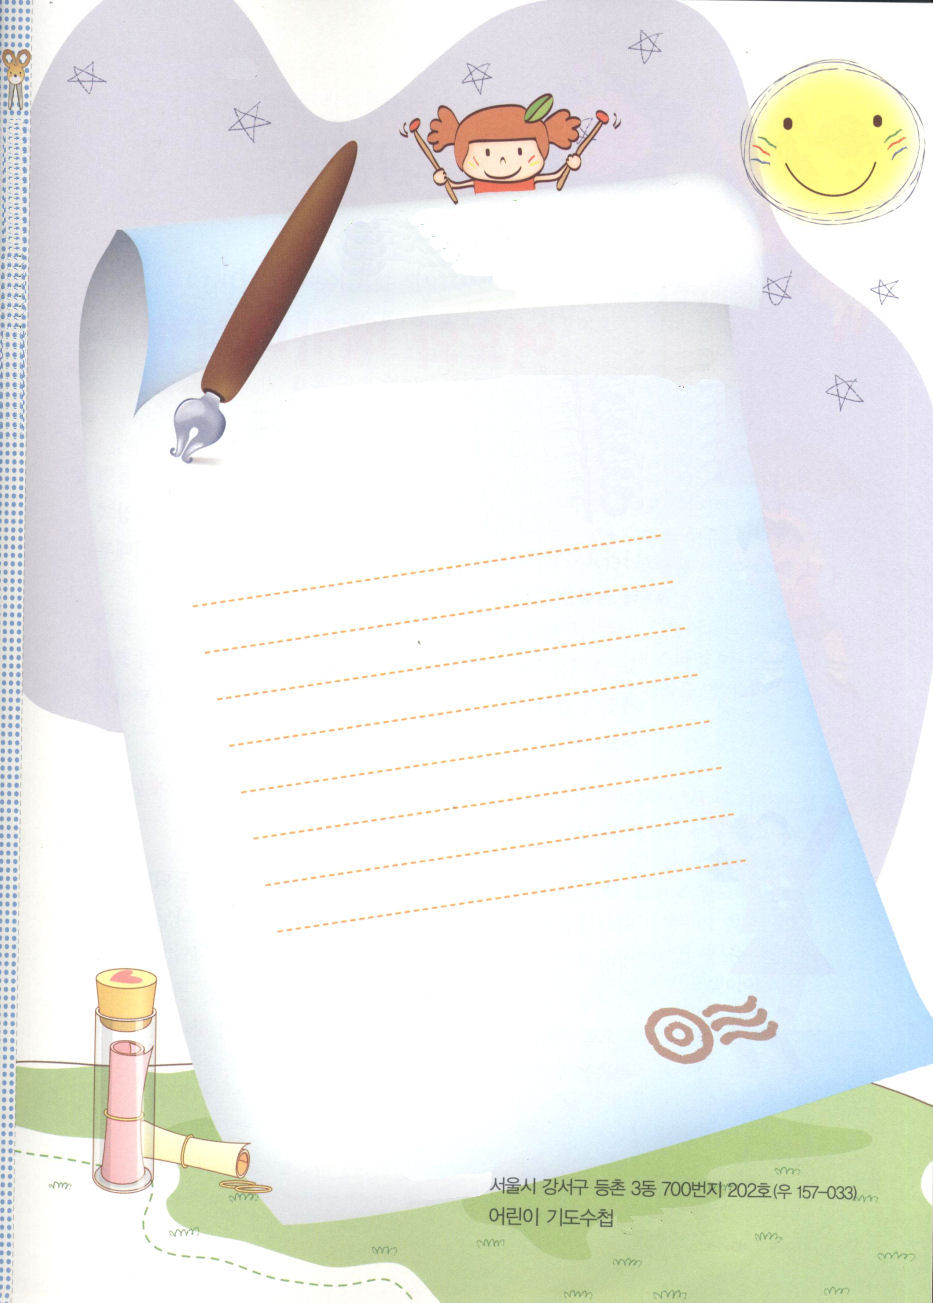 서울시 강서구 등촌 3동 700번지 202호(우 157-033)
어린이 기도수첩